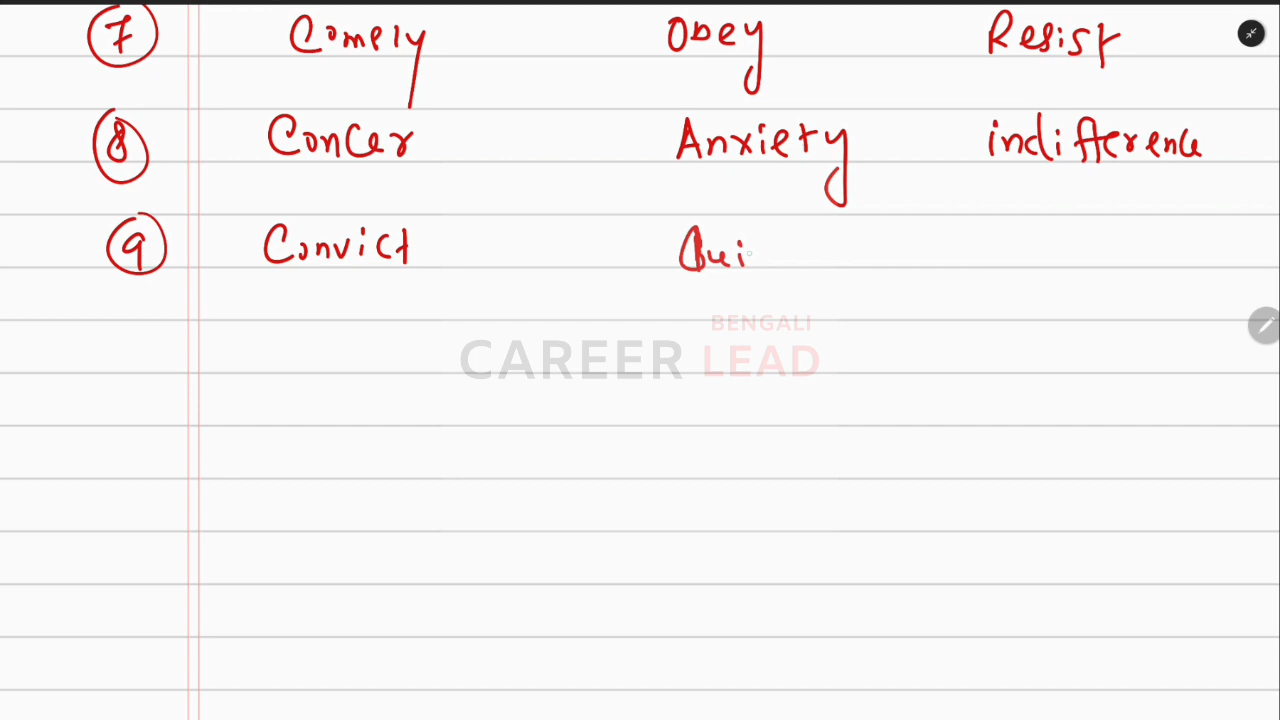 7 Comply Obey Resist
8 Concer Anxiety indifference
9 Convict
BENGALI
CAREER LEAD